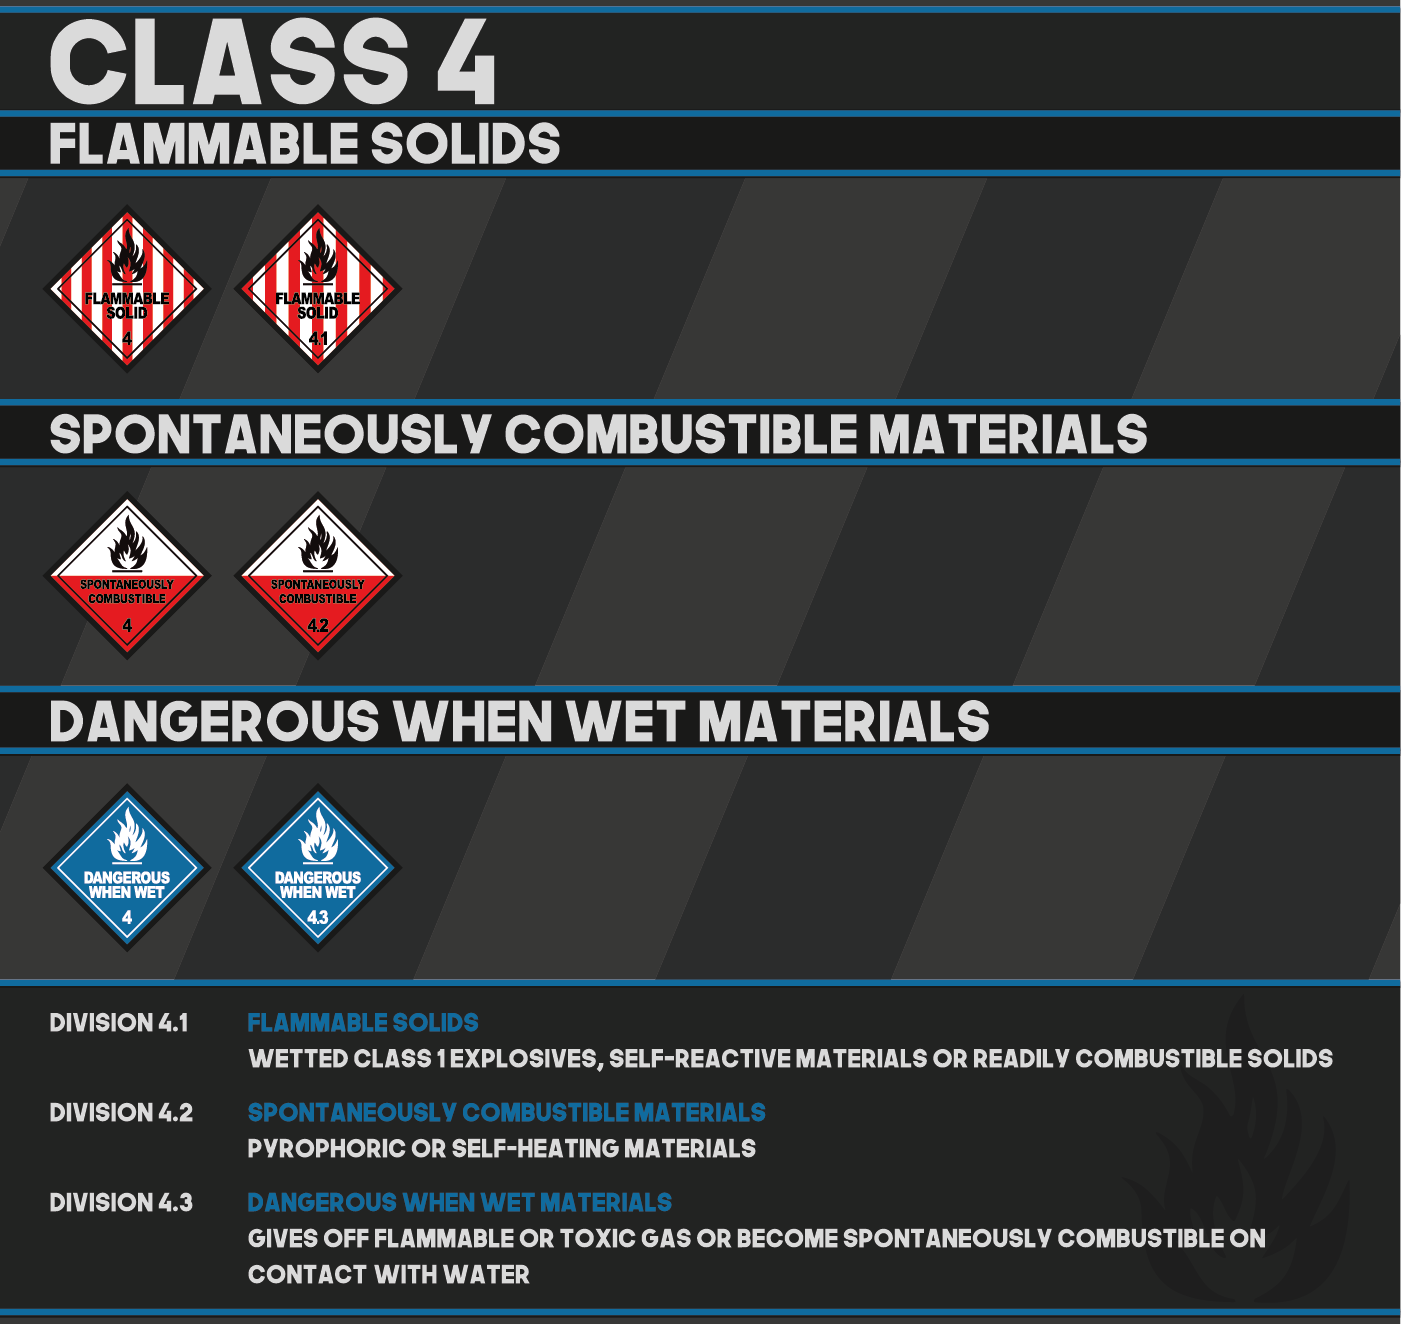 CLASS 4
FLAMMABLE SOLIDS
FLAMMABLE
SOLID
4
FLAMMABLE
SOLID
4.1
SPONTANEOUSLY COMBUSTIBLE MATERIALS
SPONTANEOUSLY
COMBUSTIBLE
4
SPONTANEOUSLY
COMBUSTIBLE
4.2
DANGEROUS WHEN WET MATERIALS
DANGEROUS
WHEN WET
4
DANGEROUS
WHEN WET
4.3
DIVISION 4.1 FLAMMABLE SOLIDS
WETTED CLASS 1 EXPLOSIVES, SELF-REACTIVE MATERIALS OR READILY COMBUSTIBLE SOLIDS
DIVISION 4.2 SPONTANEOUSLY COMBUSTIBLE MATERIALS
PYROPHORIC OR SELF-HEATING MATERIALS
DIVISION 4.3 DANGEROUS WHEN WET MATERIALS
GIVES OFF FLAMMABLE OR TOXIC GAS OR BECOME SPONTANEOUSLY COMBUSTIBLE ON
CONTACT WITH WATER